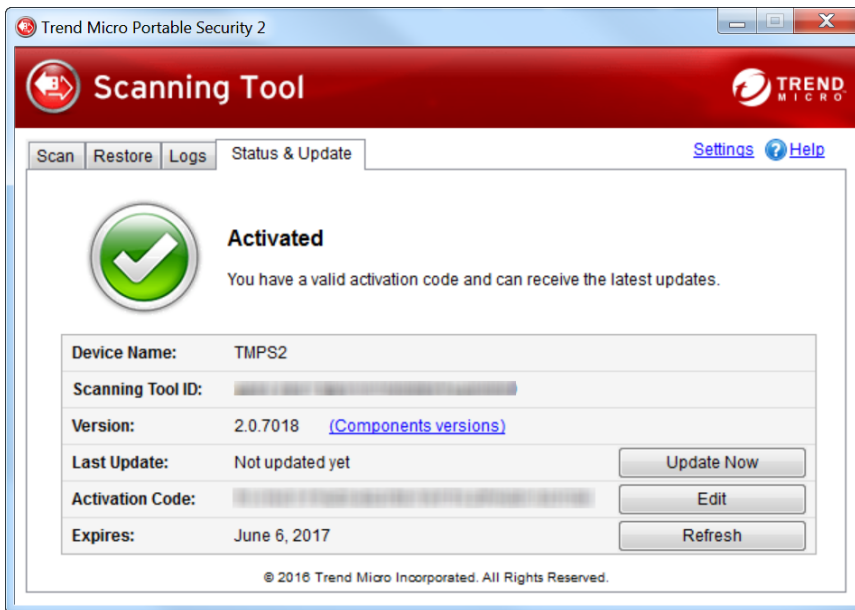 Trend Micro Portable Security 2
Scanning Tool
TREND
MICRO
Scan Restore Logs Status & Update Settings ? Help
Activated
You have a valid activation code and can receive the latest updates.
Device Name: TMPS2
Scanning Tool ID:
Version: 2.0.7018 (Components versions)
Last Update: Not updated yet Update Now
Activation Code: Edit
Expires: June 6, 2017 Refresh
© 2016 Trend Micro Incorporated. All Rights Reserved.